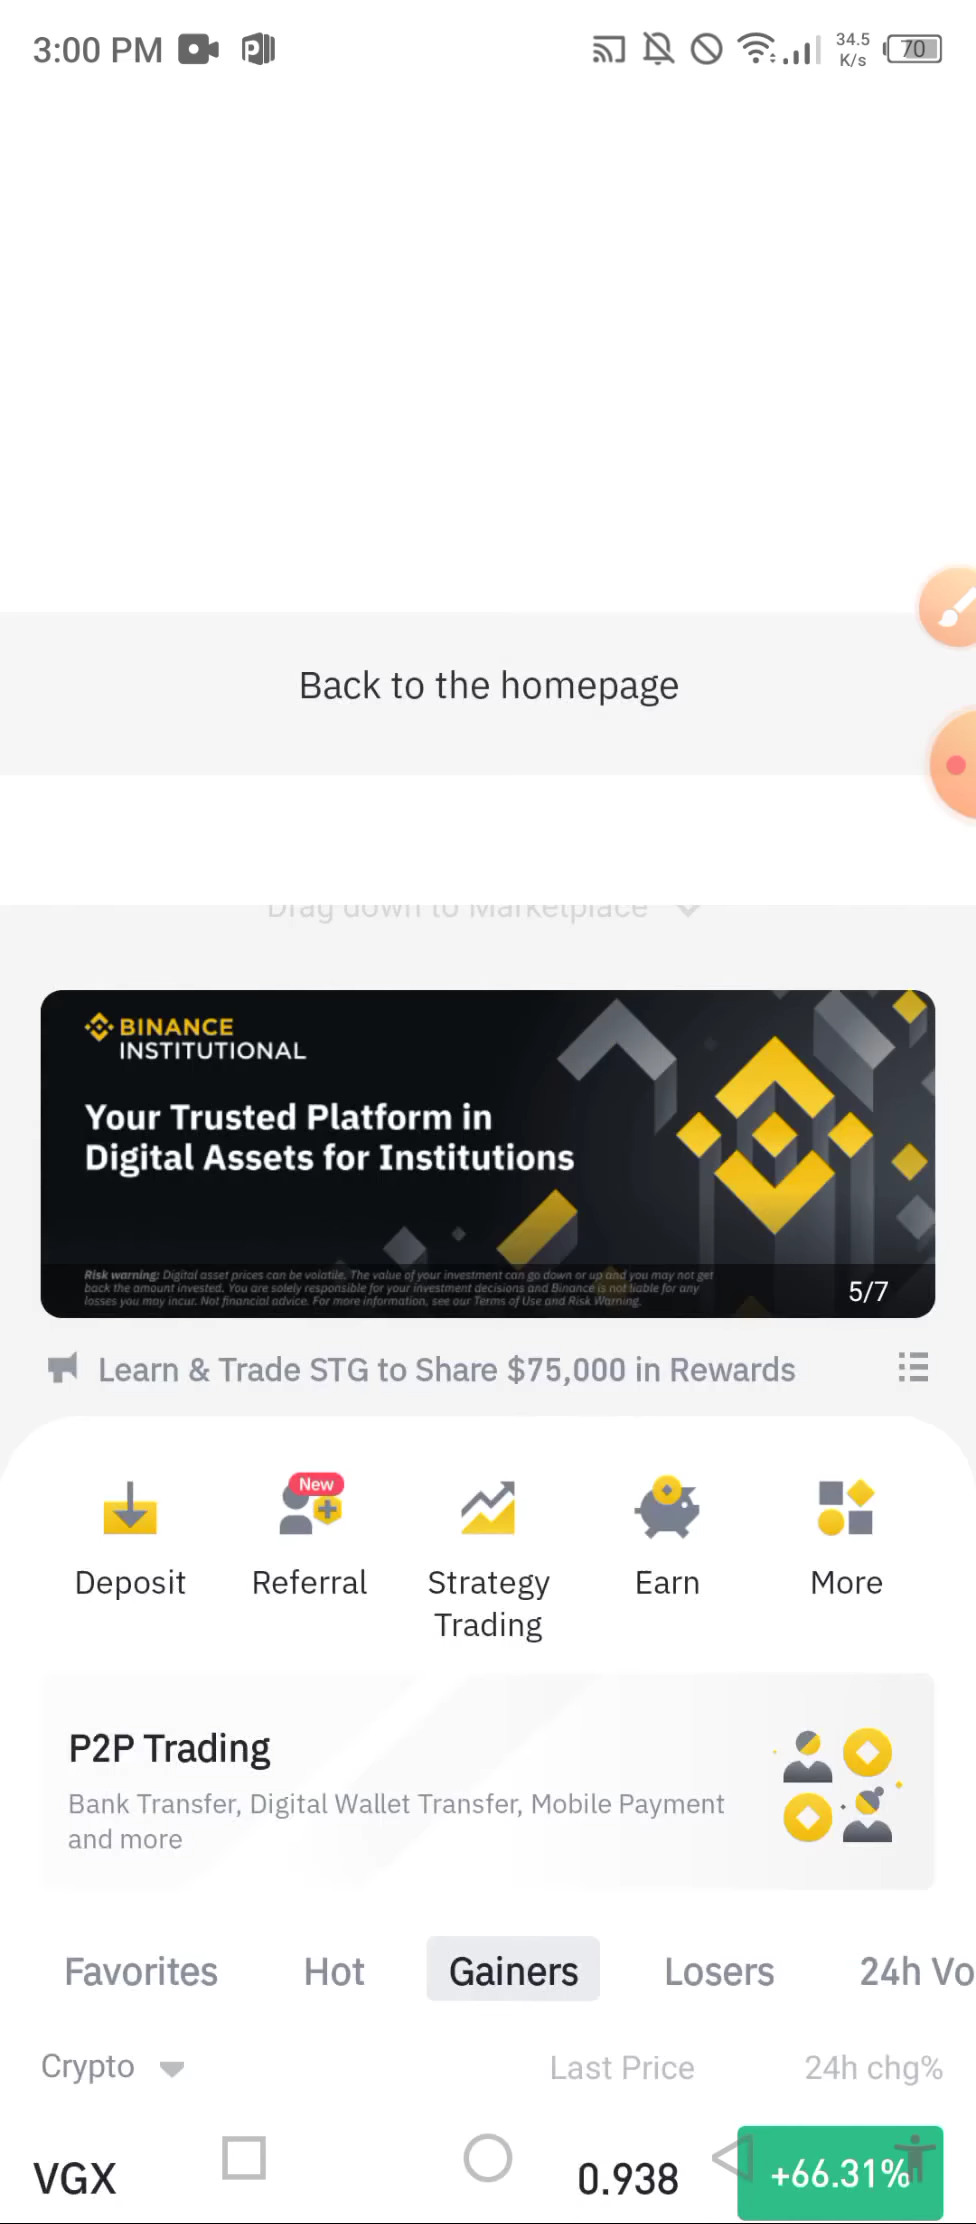 3:00 PM
34.5
K/s
70
Back to the homepage
Drag down to Marketplace
BINANCE
INSTITUTIONAL
Your Trusted Platform in
Digital Assets for Institutions
Risk warning: Digital asset prices can be volatile. The value of your investment can go down or up and you may not get
back the amount invested. You are solely responsible for your investment decisions and Binance is not liable for any
losses you may incur. Not financial advice. For more information, see our Terms of Use and Risk Warning.
5/7
Learn & Trade STG to Share $75,000 in Rewards
New
Deposit
Referral
Strategy
Trading
Earn
More
P2P Trading
Bank Transfer, Digital Wallet Transfer, Mobile Payment
and more
Favorites
Hot
Gainers
Losers
24h Vo
Crypto
Last Price
24h chg%
VGX
0.938
+66.31%